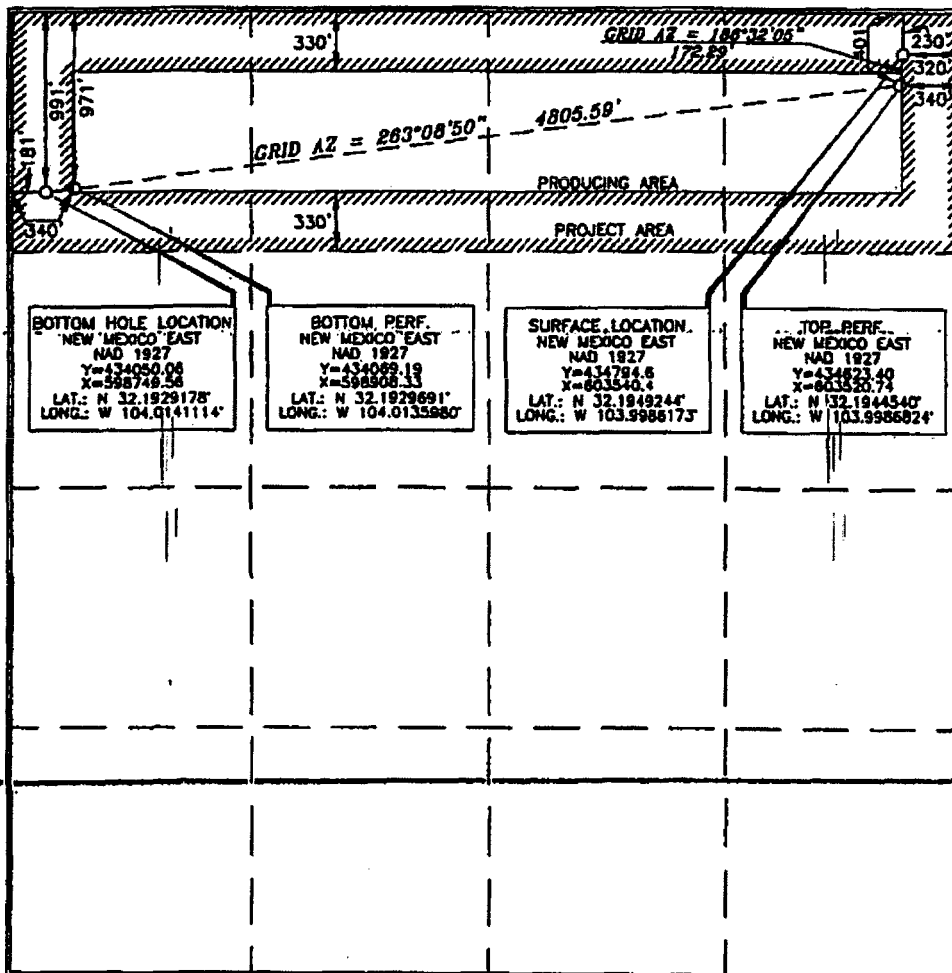 330'
GRID AZ = 186°32'05"
172.29'
401'
230'
320'
340'
991'
971'
181'
340'
GRID AZ = 263°08'50" 4805.59'
PRODUCING AREA
330'
PROJECT AREA
BOTTOM HOLE LOCATION
NEW MEXICO EAST
NAD 1927
Y=434050.06
X=598749.56
LAT.: N 32.1929178°
LONG.: W 104.0141114°
BOTTOM PERF.
NEW MEXICO EAST
NAD 1927
Y=434069.19
X=598908.33
LAT.: N 32.1929691°
LONG.: W 104.0135980°
SURFACE LOCATION
NEW MEXICO EAST
NAD 1927
Y=434794.6
X=603540.4
LAT.: N 32.1949244°
LONG.: W 103.9986173°
TOP PERF.
NEW MEXICO EAST
NAD 1927
Y=434623.40
X=603520.74
LAT.: N 32.1944540°
LONG.: W 103.9986824°